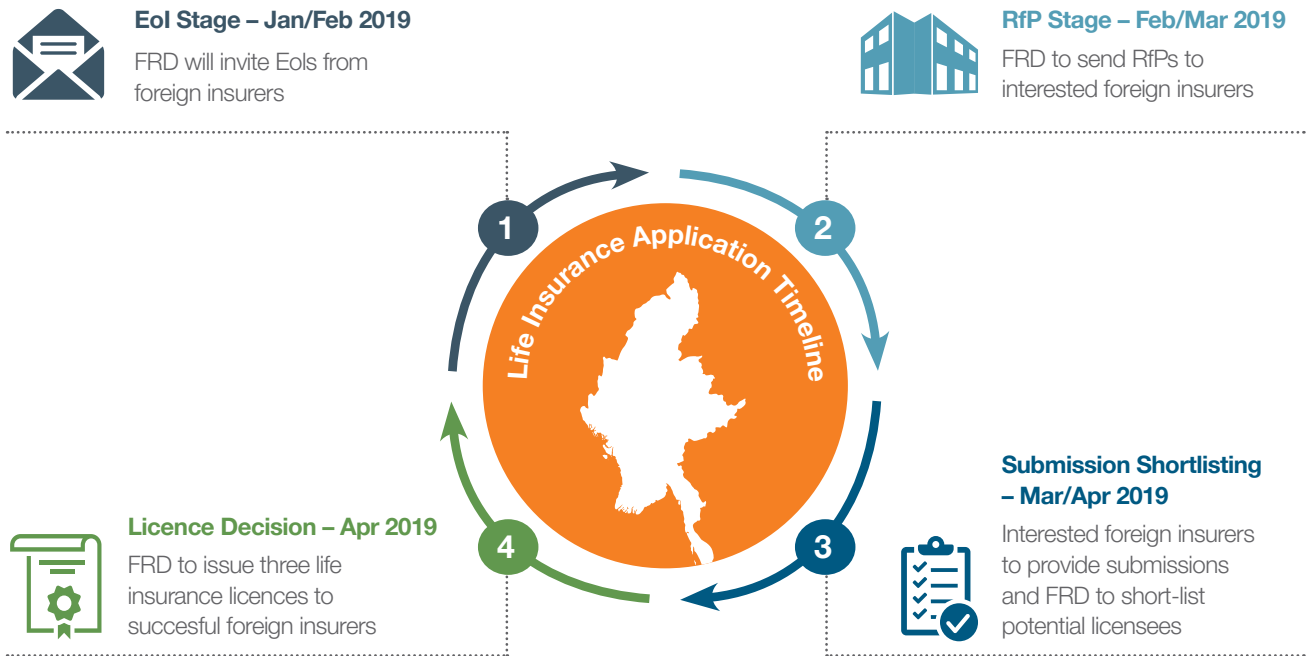 EoI Stage – Jan/Feb 2019
FRD will invite EoIs from
foreign insurers
RfP Stage – Feb/Mar 2019
FRD to send RfPs to
interested foreign insurers
1
2
Life Insurance Application Timeline
Submission Shortlisting
– Mar/Apr 2019
Interested foreign insurers
to provide submissions
and FRD to short-list
potential licensees
3
4
Licence Decision – Apr 2019
FRD to issue three life
insurance licences to
succesful foreign insurers